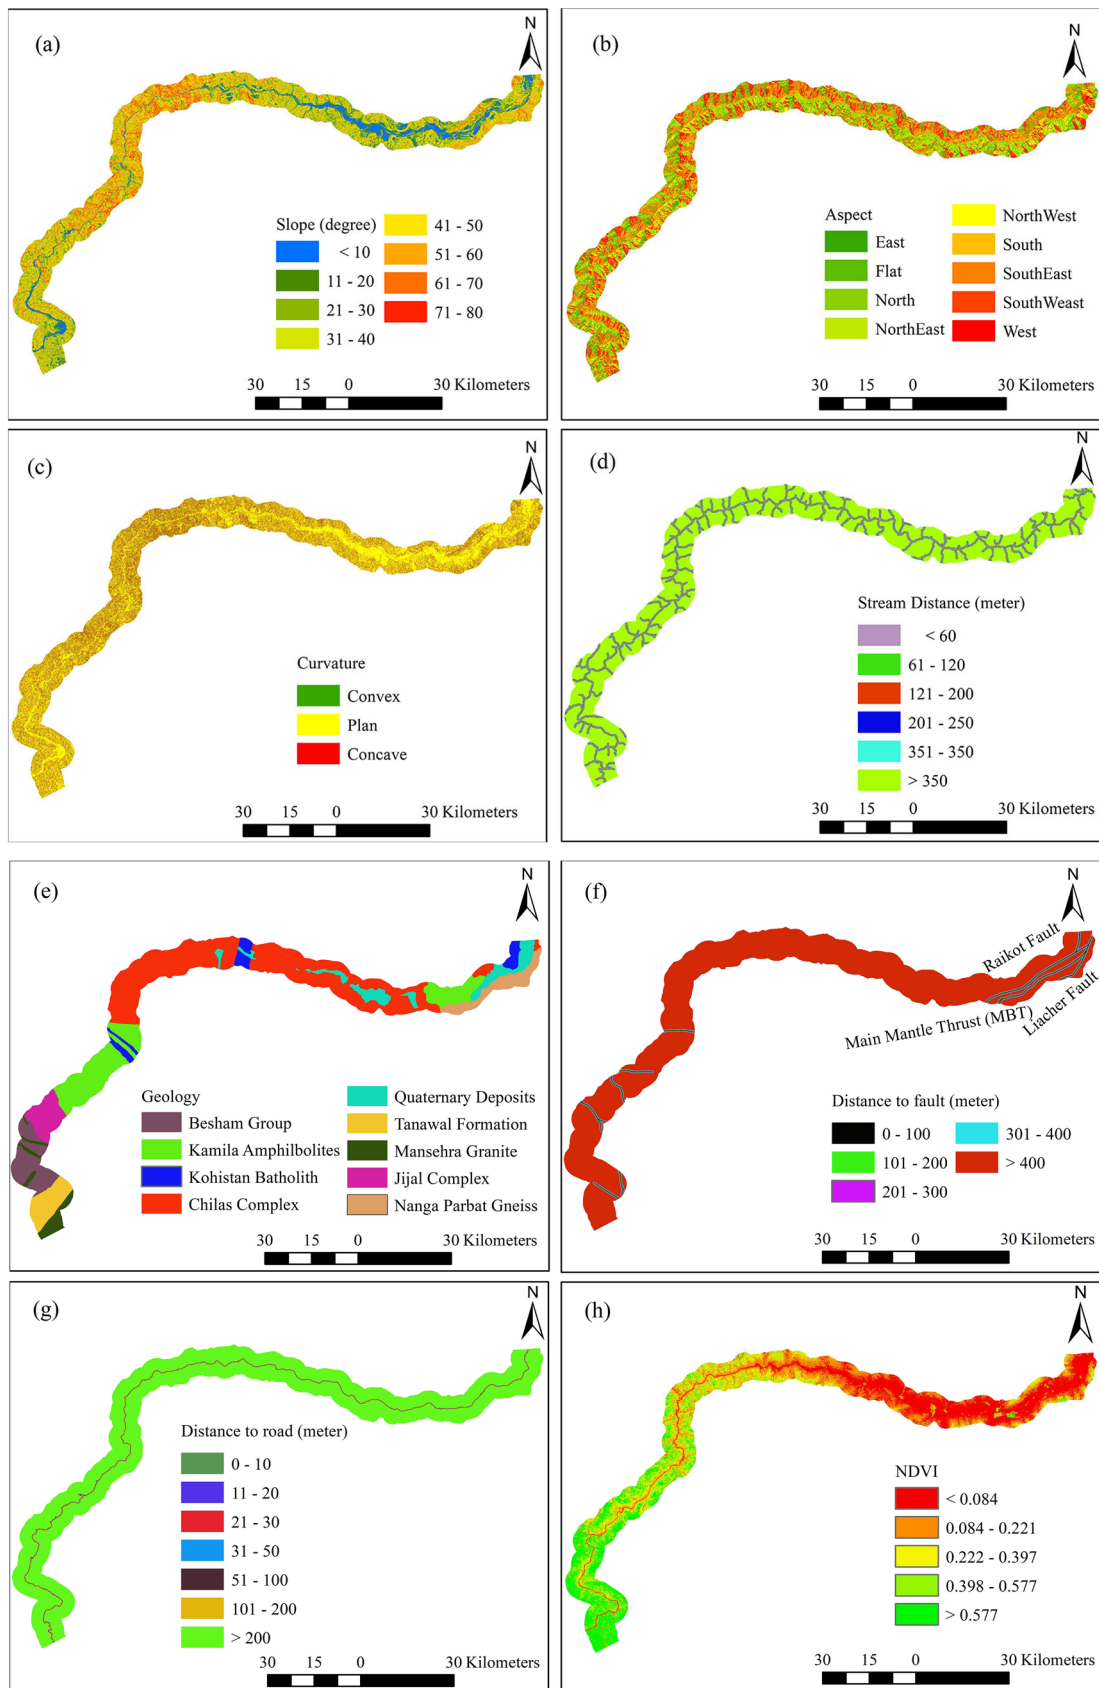 (a)
N
Slope (degree)
< 10
11 - 20
21 - 30
31 - 40
41 - 50
51 - 60
61 - 70
71 - 80
30 15 0 30 Kilometers
(b)
N
Aspect
East
Flat
North
NorthEast
NorthWest
South
SouthEast
SouthWeast
West
30 15 0 30 Kilometers
(c)
N
Curvature
Convex
Plan
Concave
30 15 0 30 Kilometers
(d)
N
Stream Distance (meter)
< 60
61 - 120
121 - 200
201 - 250
351 - 350
> 350
30 15 0 30 Kilometers
(e)
N
Geology
Besham Group
Kamila Amphilbolites
Kohistan Batholith
Chilas Complex
Quaternary Deposits
Tanawal Formation
Mansehra Granite
Jijal Complex
Nanga Parbat Gneiss
30 15 0 30 Kilometers
(f)
N
Raikot Fault
Liacher Fault
Main Mantle Thrust (MBT)
Distance to fault (meter)
0 - 100
101 - 200
201 - 300
301 - 400
> 400
30 15 0 30 Kilometers
(g)
N
Distance to road (meter)
0 - 10
11 - 20
21 - 30
31 - 50
51 - 100
101 - 200
> 200
30 15 0 30 Kilometers
(h)
N
NDVI
< 0.084
0.084 - 0.221
0.222 - 0.397
0.398 - 0.577
> 0.577
30 15 0 30 Kilometers